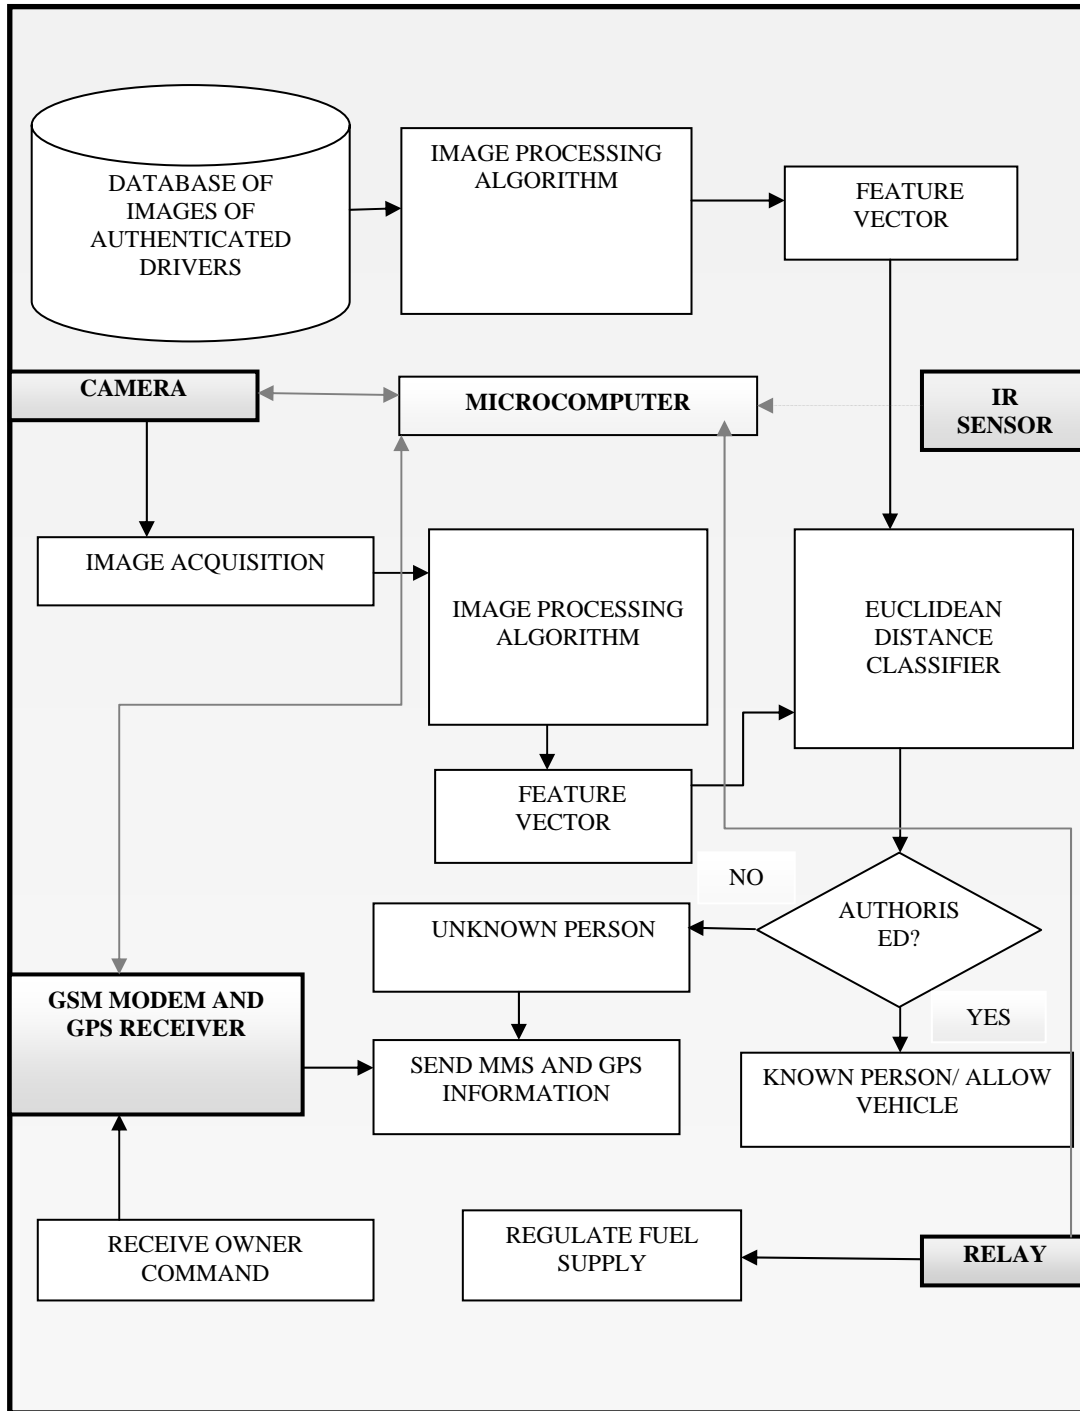 DATABASE OF
IMAGES OF
AUTHENTICATED
DRIVERS
IMAGE PROCESSING
ALGORITHM
FEATURE
VECTOR
CAMERA
MICROCOMPUTER
IR
SENSOR
IMAGE ACQUISITION
IMAGE PROCESSING
ALGORITHM
EUCLIDEAN
DISTANCE
CLASSIFIER
FEATURE
VECTOR
NO
AUTHORIS
ED?
UNKNOWN PERSON
GSM MODEM AND
GPS RECEIVER
YES
SEND MMS AND GPS
INFORMATION
KNOWN PERSON/ ALLOW
VEHICLE
RECEIVE OWNER
COMMAND
REGULATE FUEL
SUPPLY
RELAY